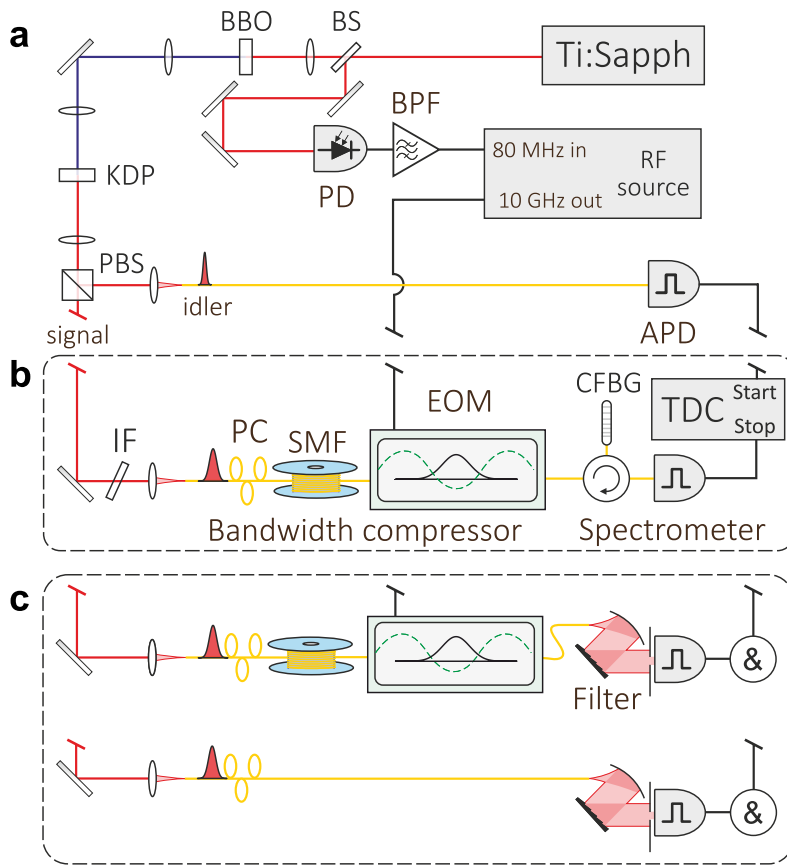 a
BBO
BS
Ti:Sapph
BPF
KDP
PD
80 MHz in
RF
source
10 GHz out
PBS
idler
signal
APD
b
CFBG
EOM
TDC
Start
Stop
IF
PC
SMF
Bandwidth compressor
Spectrometer
c
Filter
&
&